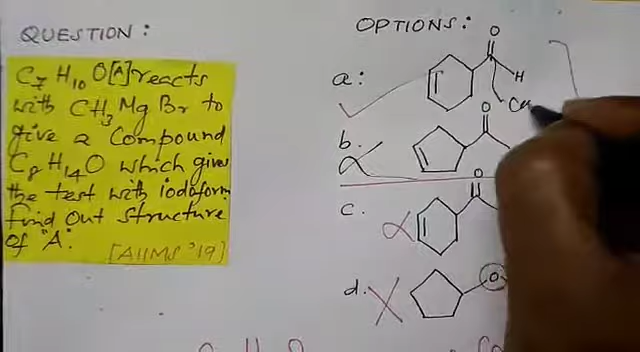 QUESTION :
C7 H10 O[A] reacts
with CH3 Mg Br to
give a compound
C8 H14O which gives
the test with iodoform
Find out structure
of "A".
[AIIMS '19]
OPTIONS :
a:
O
H
b.
O
c.
O
d.
O